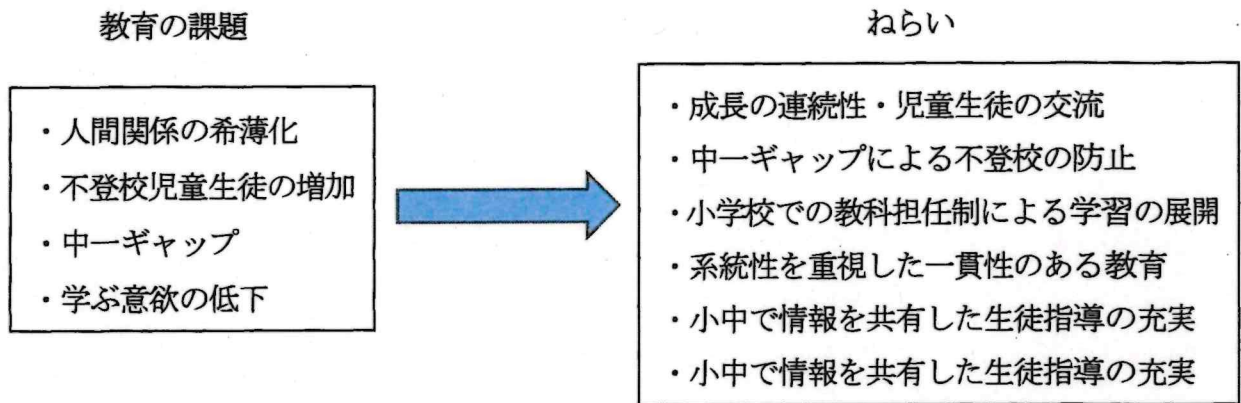 教育の課題
・人間関係の希薄化
・不登校児童生徒の増加
・中一ギャップ
・学ぶ意欲の低下
ねらい
・成長の連続性・児童生徒の交流
・中一ギャップによる不登校の防止
・小学校での教科担任制による学習の展開
・系統性を重視した一貫性のある教育
・小中で情報を共有した生徒指導の充実
・小中で情報を共有した生徒指導の充実